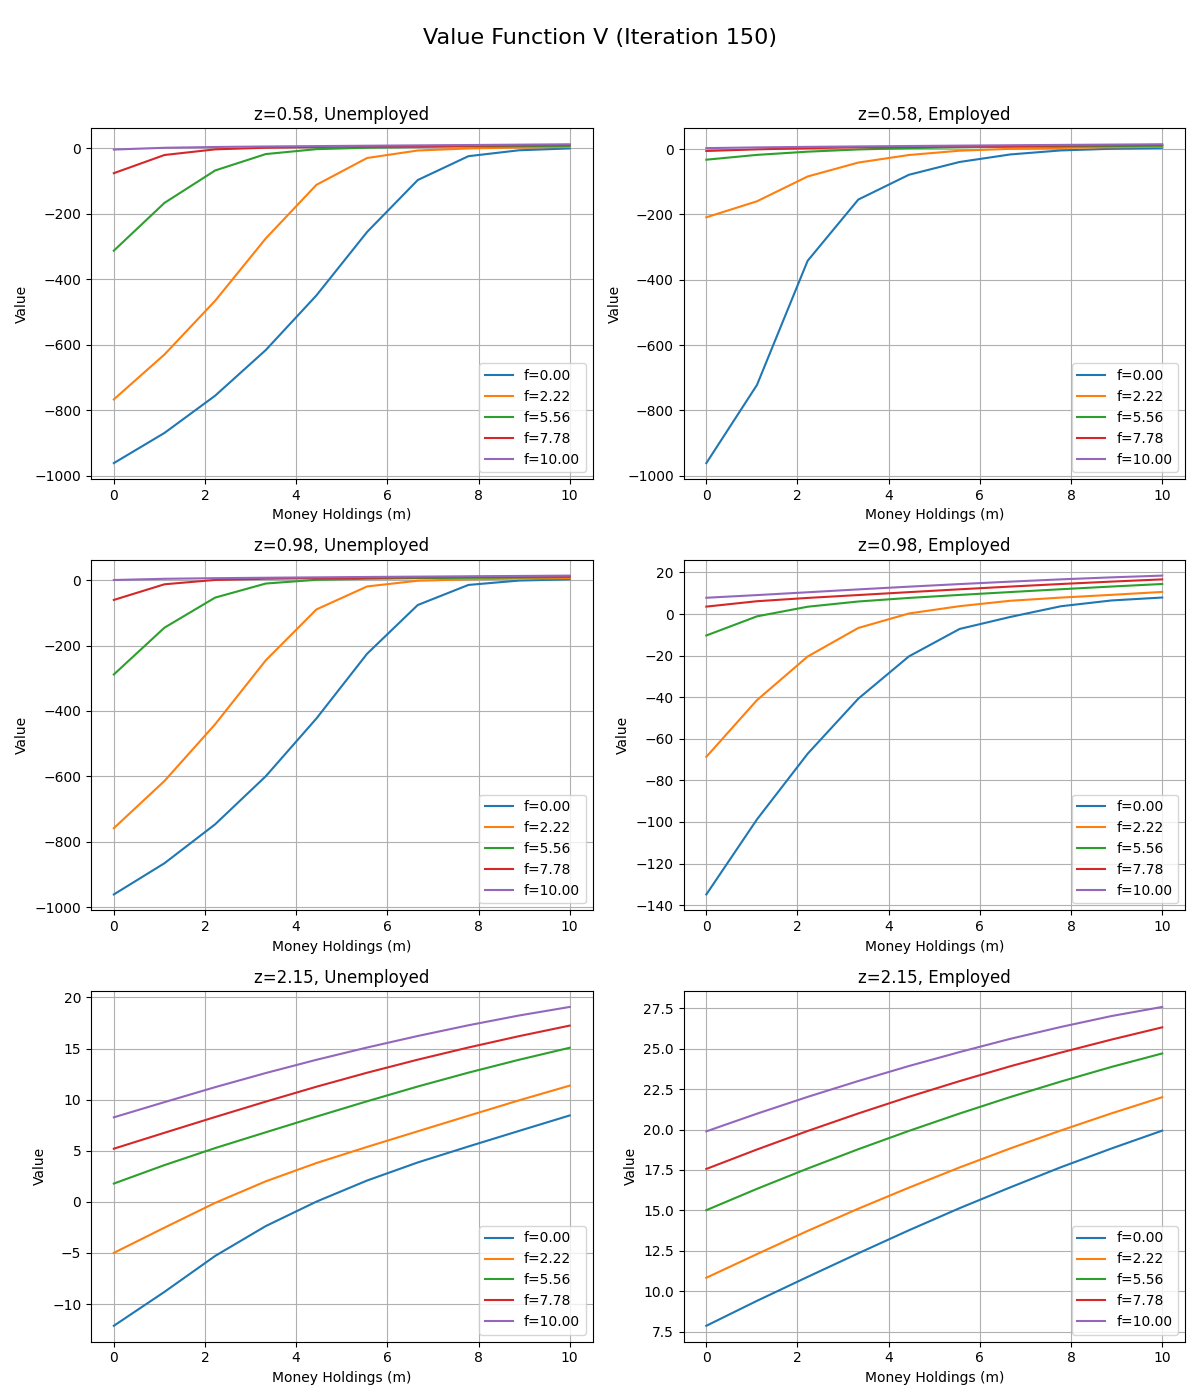 Value Function V (Iteration 150)
z=0.58, Unemployed
0
−200
−400
−600
−800
−1000
Value
0 2 4 6 8 10
Money Holdings (m)
f=0.00
f=2.22
f=5.56
f=7.78
f=10.00
z=0.58, Employed
0
−200
−400
−600
−800
−1000
Value
0 2 4 6 8 10
Money Holdings (m)
f=0.00
f=2.22
f=5.56
f=7.78
f=10.00
z=0.98, Unemployed
0
−200
−400
−600
−800
−1000
Value
0 2 4 6 8 10
Money Holdings (m)
f=0.00
f=2.22
f=5.56
f=7.78
f=10.00
z=0.98, Employed
20
0
−20
−40
−60
−80
−100
−120
−140
Value
0 2 4 6 8 10
Money Holdings (m)
f=0.00
f=2.22
f=5.56
f=7.78
f=10.00
z=2.15, Unemployed
20
15
10
5
0
−5
−10
Value
0 2 4 6 8 10
Money Holdings (m)
f=0.00
f=2.22
f=5.56
f=7.78
f=10.00
z=2.15, Employed
27.5
25.0
22.5
20.0
17.5
15.0
12.5
10.0
7.5
Value
0 2 4 6 8 10
Money Holdings (m)
f=0.00
f=2.22
f=5.56
f=7.78
f=10.00